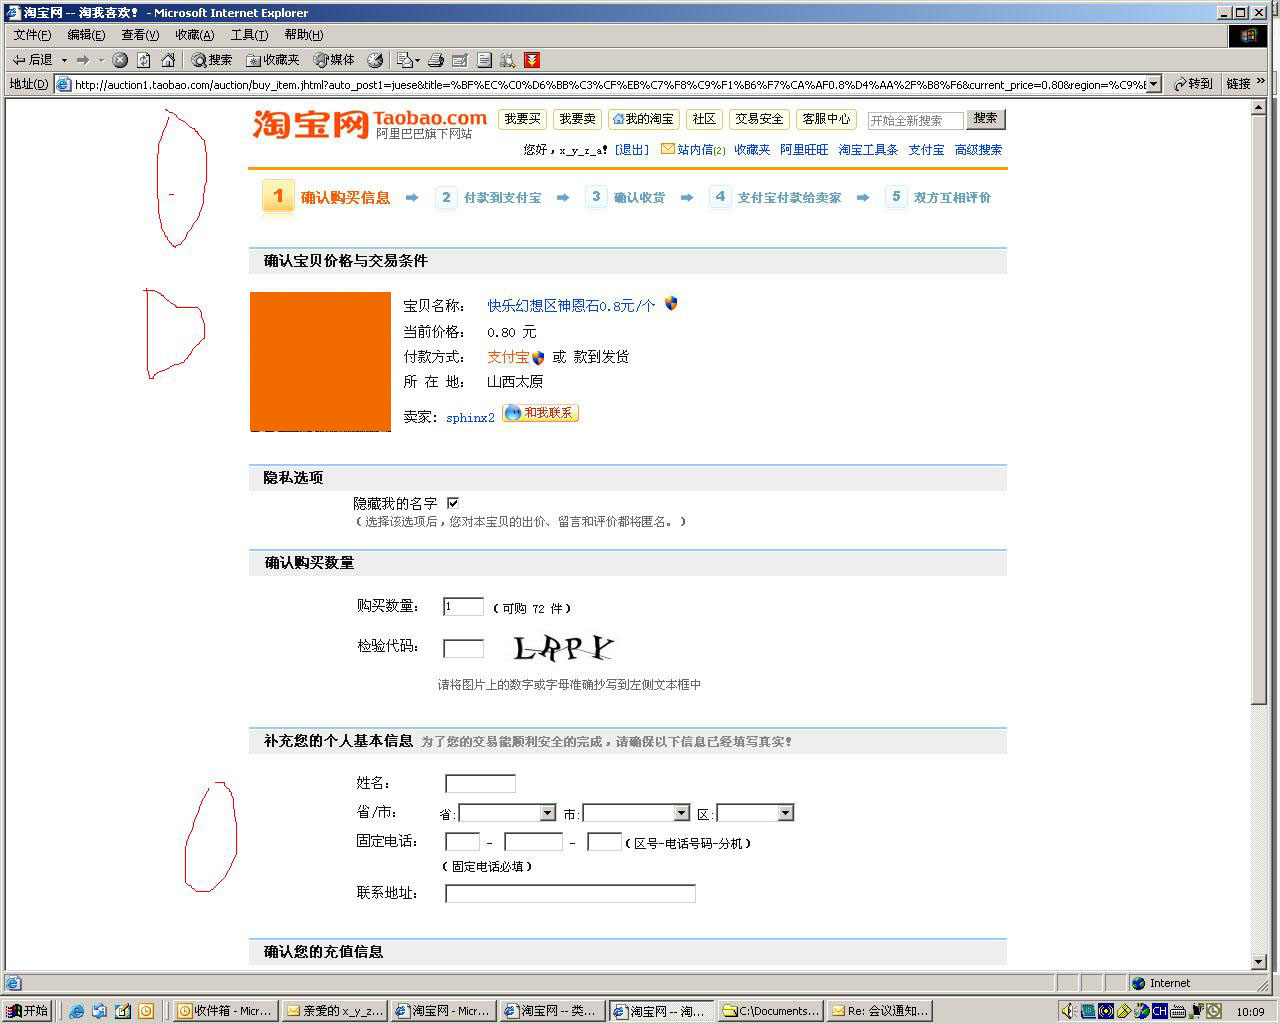 淘宝网 -- 淘我喜欢! - Microsoft Internet Explorer
文件(F) 编辑(E) 查看(V) 收藏(A) 工具(T) 帮助(H)
后退 搜索 收藏夹 媒体
地址(D) http://auction1.taobao.com/auction/buy_item.jhtml?auto_post1=juese&title=%BF%EC%C0%D6%BB%C3%CF%EB%C7%F8%C9%F1%B6%F7%CA%AF0.8%D4%AA%2F%B8%F6&current_price=0.80&region=%C9%B 转到 链接 »
淘宝网 Taobao.com 阿里巴巴旗下网站
我要买 我要卖 我的淘宝 社区 交易安全 客服中心 开始全新搜索 搜索
您好，x_y_z_a! [退出] 站内信(2) 收藏夹 阿里旺旺 淘宝工具条 支付宝 高级搜索
1 确认购买信息 2 付款到支付宝 3 确认收货 4 支付宝付款给卖家 5 双方互相评价
确认宝贝价格与交易条件
宝贝名称： 快乐幻想区神恩石0.8元/个
当前价格： 0.80 元
付款方式： 支付宝 或 款到发货
所 在 地： 山西太原
卖家: sphinx2 和我联系
隐私选项
隐藏我的名字
（选择该选项后，您对本宝贝的出价、留言和评价都将匿名。）
确认购买数量
购买数量： 1 （可购 72 件）
检验代码： LRPY
请将图片上的数字或字母准确抄写到左侧文本框中
补充您的个人基本信息 为了您的交易能顺利安全的完成，请确保以下信息已经填写真实!
姓名：
省/市： 省: 市: 区:
固定电话： - - （区号-电话号码-分机）
（固定电话必填）
联系地址：
确认您的充值信息
Internet
开始 收件箱 - Micr... 亲爱的 x_y_z... 淘宝网 - Micr... 淘宝网 -- 类... 淘宝网 -- 淘... C:\Documents... Re: 会议通知... CH 10:09